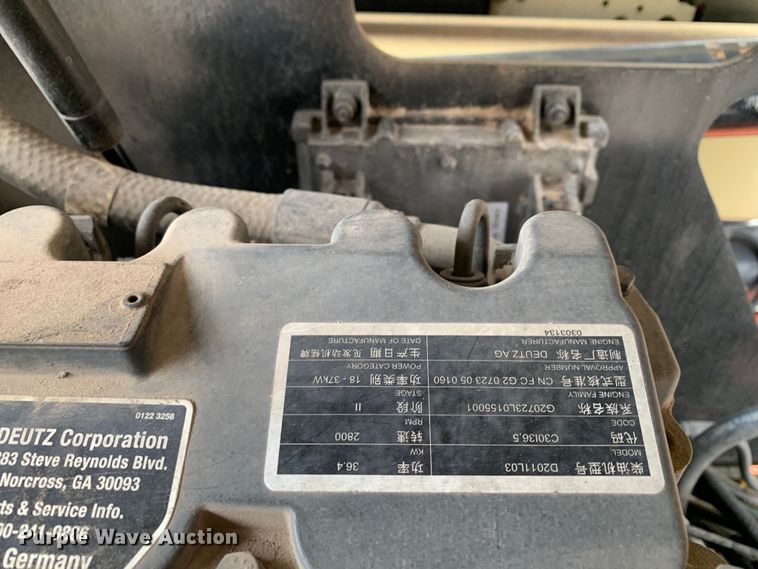 0122 3258
DEUTZ Corporation
883 Steve Reynolds Blvd.
Norcross, GA 30093
& Service Info.
Germany
柴油机型号 D2011L03 功率 36.4
MODEL KW
代码 C30I36.5 转速 2800
CODE RPM
系族名称 G20723L0155001 阶段 II
ENGINE FAMILY STAGE
型式核准号 CN FC G2 0723 05 0160 功率类别 18 - 37kW
APPROVAL NUMBER POWER CATEGORY
制造厂名称 DEUTZ AG 生产日期 见发动机铭牌
ENGINE MANUFACTURER DATE OF MANUFACTURE
0303134
Purple Wave Auction